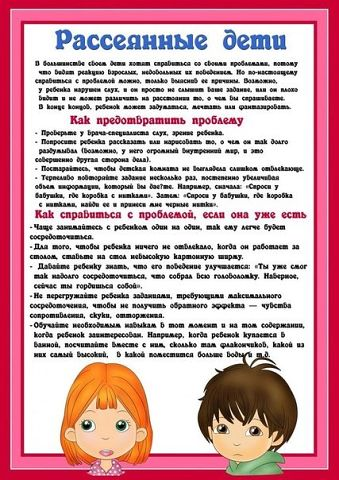 Рассеянные дети
В большинстве своем дети хотят справиться со своими проблемами, потому
что видят реакцию взрослых, недовольных их поведением. Но по-настоящему
справиться с проблемой можно, только выяснив ее причины. Возможно,
у ребенка нарушен слух, и он просто не слышит ваше задание, или он плохо
видит и не может различить на расстоянии то, о чем вы спрашиваете.
В конце концов, ребенок может задуматься, мечтать или фантазировать.
Как предотвратить проблему
- Проверьте у врача-специалиста слух, зрение ребенка.
- Попросите ребенка рассказать или нарисовать то, о чем он так долго
раздумывал (Возможно, у него огромный внутренний мир, и это
совершенно другая сторона дела).
- Постарайтесь, чтобы детская комната не выглядела слишком отвлекающе.
- Терпеливо повторяйте задание несколько раз, постепенно увеличивая
объем информации, который вы даёте. Например, сначала: «Спроси у
бабушки, где коробка с нитками». Затем: «Спроси у бабушки, где коробка
с нитками, найди ее и принеси мне черные нитки».
Как справиться с проблемой, если она уже есть
- Чаще занимайтесь с ребенком один на один, так ему легче будет
сосредоточиться.
- Для того, чтобы ребенка ничего не отвлекало, когда он работает за
столом, ставьте на стол невысокую картонную ширму.
- Давайте ребенку знать, что его поведение улучшается: «Ты уже смог
так надолго сосредоточиться, что собрал всю головоломку. Наверное,
сейчас ты гордишься собой».
- Не перегружайте ребенка заданиями, требующими максимального
сосредоточения, чтобы не получить обратного эффекта — чувства
сопротивления, скуки, отторжения.
- Обучайте необходимым навыкам в тот момент и на том содержании,
когда ребенок заинтересован. Например, когда ребенок купается в
ванной, посчитайте вместе с ним, сколько там флакончиков, какой из
них самый высокий, в какой поместится больше воды и т.д.